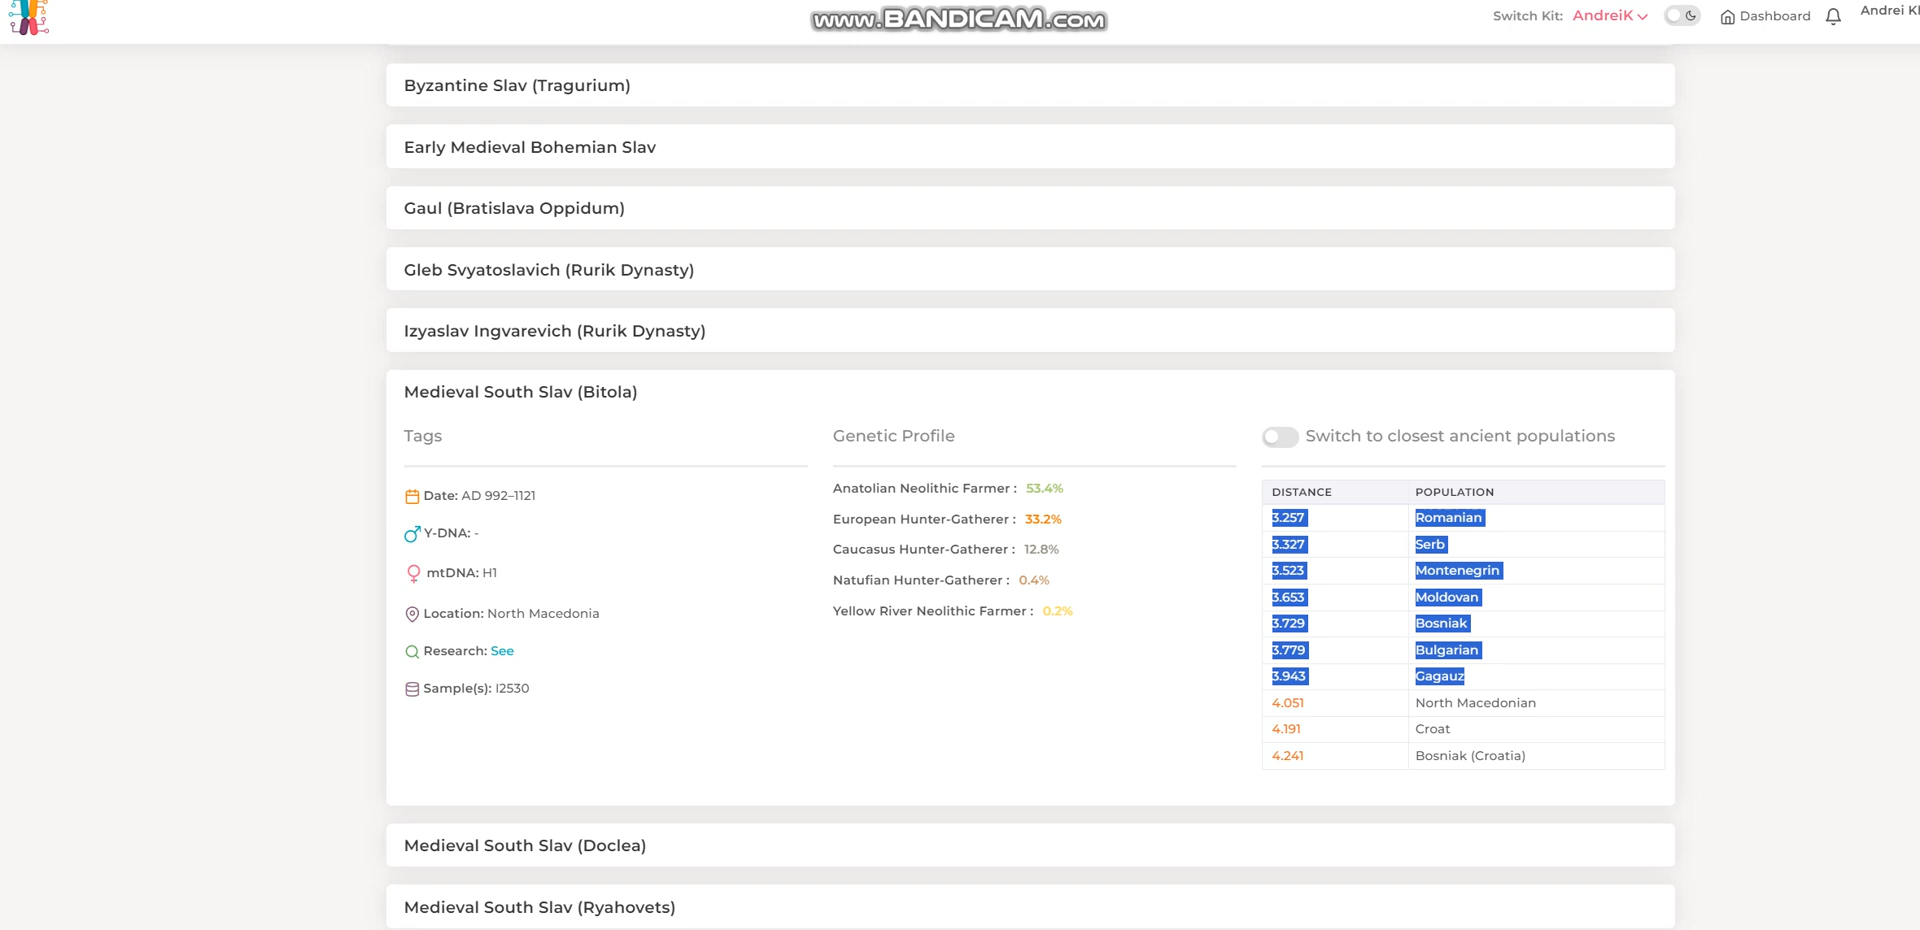 www.BANDICAM.com
Switch Kit: AndreiK
Dashboard
Andrei
Byzantine Slav (Tragurium)
Early Medieval Bohemian Slav
Gaul (Bratislava Oppidum)
Gleb Svyatoslavich (Rurik Dynasty)
Izyaslav Ingvarevich (Rurik Dynasty)
Medieval South Slav (Bitola)
Tags
Date: AD 992–1121
Y-DNA: -
mtDNA: H1
Location: North Macedonia
Research: See
Sample(s): I2530
Genetic Profile
Anatolian Neolithic Farmer : 53.4%
European Hunter-Gatherer : 33.2%
Caucasus Hunter-Gatherer : 12.8%
Natufian Hunter-Gatherer : 0.4%
Yellow River Neolithic Farmer : 0.2%
Switch to closest ancient populations
DISTANCE POPULATION
3.257 Romanian
3.327 Serb
3.523 Montenegrin
3.653 Moldovan
3.729 Bosniak
3.779 Bulgarian
3.943 Gagauz
4.051 North Macedonian
4.191 Croat
4.241 Bosniak (Croatia)
Medieval South Slav (Doclea)
Medieval South Slav (Ryahovets)